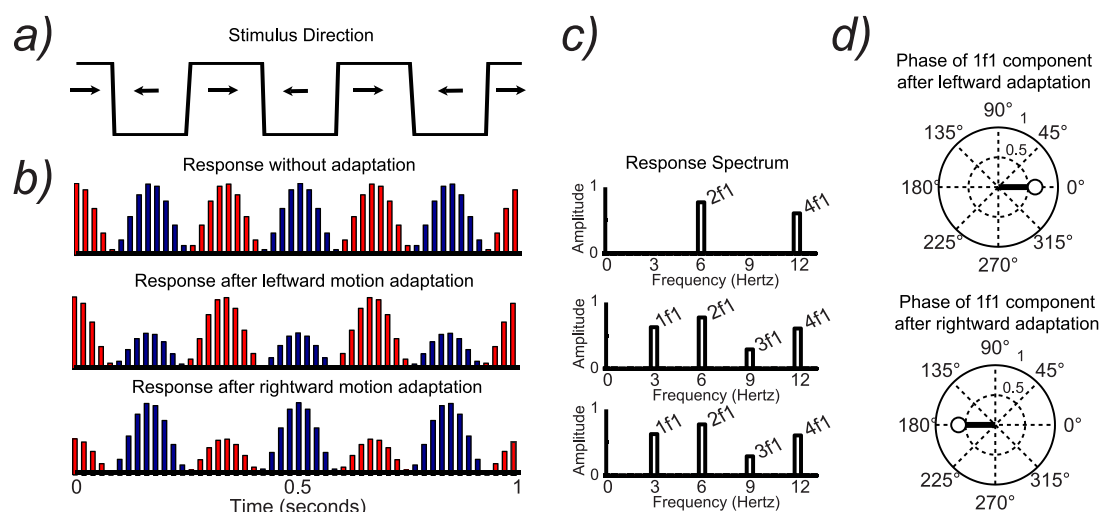 a)
Stimulus Direction
b)
Response without adaptation
Response after leftward motion adaptation
Response after rightward motion adaptation
0 0.5 1
Time (seconds)
c)
Response Spectrum
1
Amplitude
0
2f1
4f1
3 6 9 12
Frequency (Hertz)
1
Amplitude
0
1f1
2f1
3f1
4f1
0 3 6 9 12
Frequency (Hertz)
1
Amplitude
0
1f1
2f1
3f1
4f1
0 3 6 9 12
Frequency (Hertz)
d)
Phase of 1f1 component
after leftward adaptation
90°
135° 1 45°
0.5
180° 0°
225° 315°
270°
Phase of 1f1 component
after rightward adaptation
90°
135° 1 45°
0.5
180° 0°
225° 315°
270°